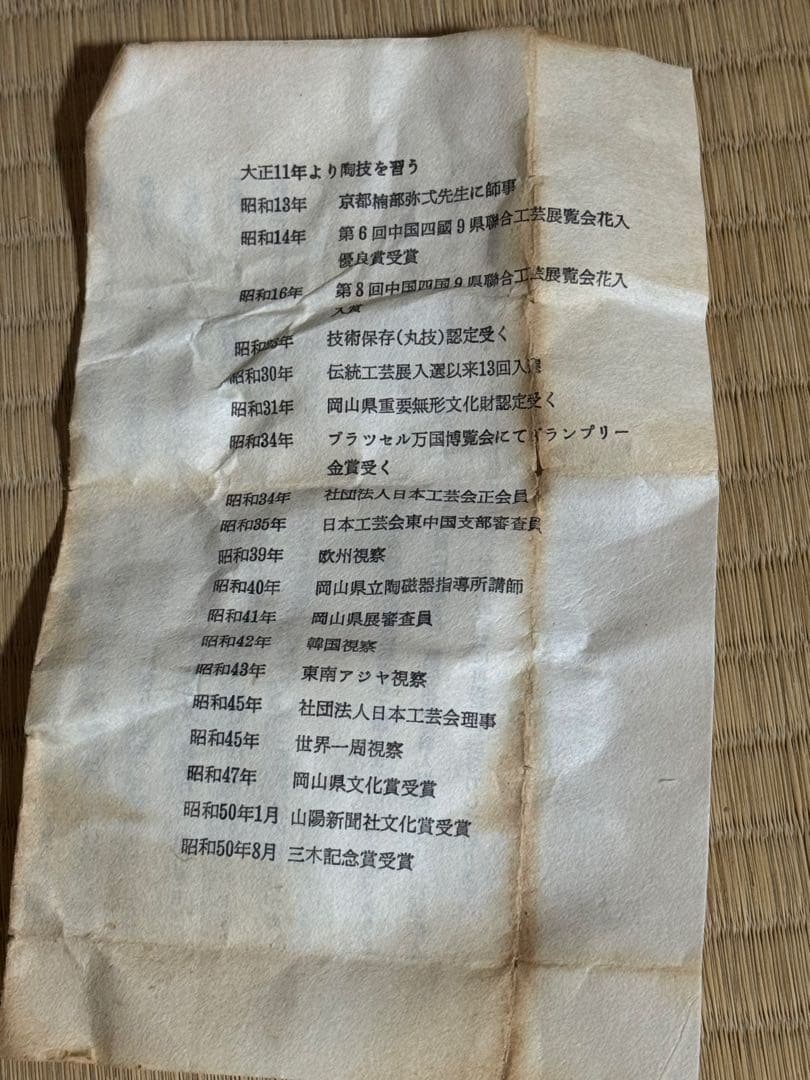 大正11年より陶技を習う
昭和13年 京都楠部弥弌先生に師事
昭和14年 第6回中国四國9県聯合工芸展覧会花入
優良賞受賞
昭和16年 第8回中国四国9県聯合工芸展覧会花入
入賞
技術保存(丸技)認定受く
昭和30年 伝統工芸展入選以来13回入選
昭和31年 岡山県重要無形文化財認定受く
昭和34年 ブラツセル万国博覧会にてグランプリー
金賞受く
昭和34年 社団法人日本工芸会正会員
昭和35年 日本工芸会東中国支部審査員
昭和39年 欧州視察
昭和40年 岡山県立陶磁器指導所講師
昭和41年 岡山県展審査員
昭和42年 韓国視察
昭和43年 東南アジヤ視察
昭和45年 社団法人日本工芸会理事
昭和45年 世界一周視察
昭和47年 岡山県文化賞受賞
昭和50年1月 山陽新聞社文化賞受賞
昭和50年8月 三木記念賞受賞